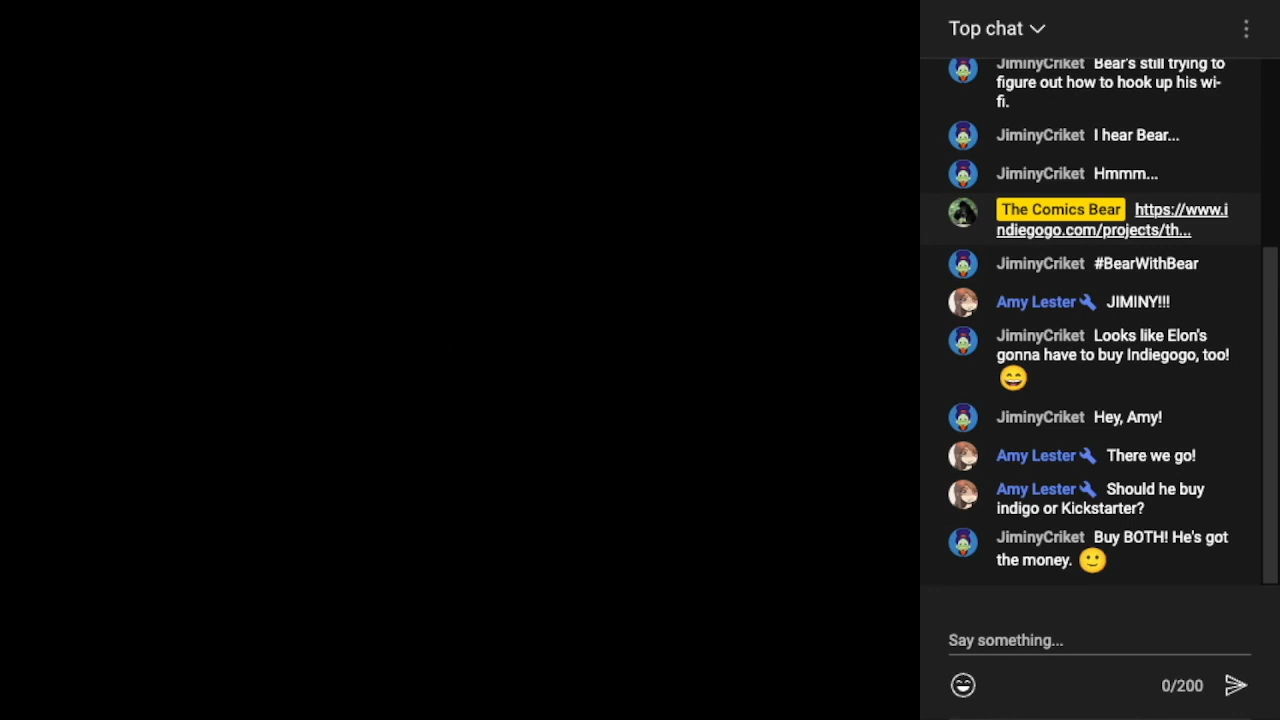 Top chat
JiminyCriket Bear's still trying to
figure out how to hook up his wi-
fi.
JiminyCriket I hear Bear...
JiminyCriket Hmmm...
The Comics Bear https://www.i
ndiegogo.com/projects/th...
JiminyCriket #BearWithBear
Amy Lester JIMINY!!!
JiminyCriket Looks like Elon's
gonna have to buy Indiegogo, too!
JiminyCriket Hey, Amy!
Amy Lester There we go!
Amy Lester Should he buy
indigo or Kickstarter?
JiminyCriket Buy BOTH! He's got
the money.
Say something...
0/200